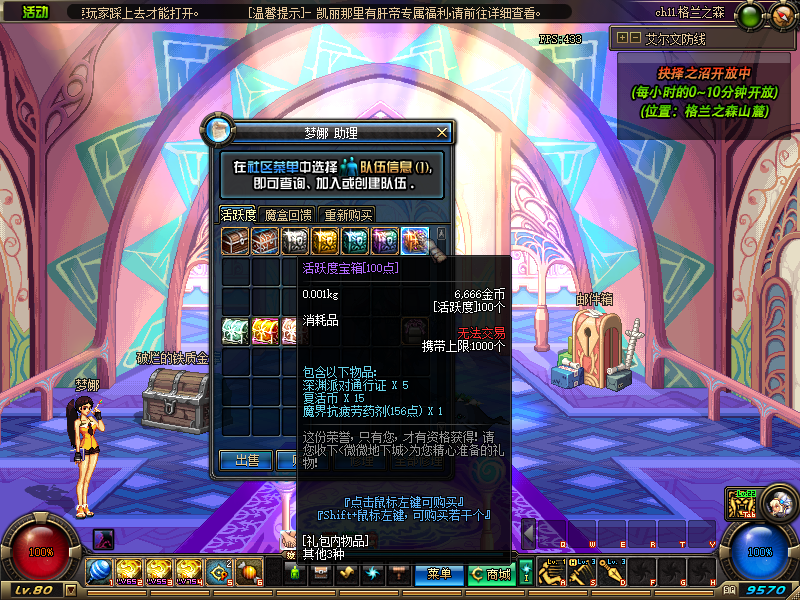 活动
玩家踩上去才能打开。
[温馨提示]- 凯丽那里有肝帝专属福利,请前往详细查看。
ch11.格兰之森
FPS:493
艾尔文防线
抉择之沼开放中
(每小时的0~10分钟开放)
(位置：格兰之森山麓)
梦娜 助理
在社区菜单中选择 队伍信息(I),
即可查询、加入或创建队伍.
活跃度 魔盒回馈 重新购买
活跃度宝箱[100点]
0.001kg
6,666金币
[活跃度]100个
消耗品
无法交易
携带上限1000个
包含以下物品:
深渊派对通行证 X 5
复活币 X 15
魔界抗疲劳药剂(156点) X 1
这份荣誉,只有您,才有资格获得!请
您收下<微微地下城>为您精心准备的礼
物!
『点击鼠标左键可购买』
『Shift+鼠标左键,可购买若干个』
[礼包内物品]
其他3种
出售
邮件箱
破烂的铁质金
梦娜
100%
100%
Lv.80
菜单
商城
Q W E R T V
A S D F G H
SP 9570